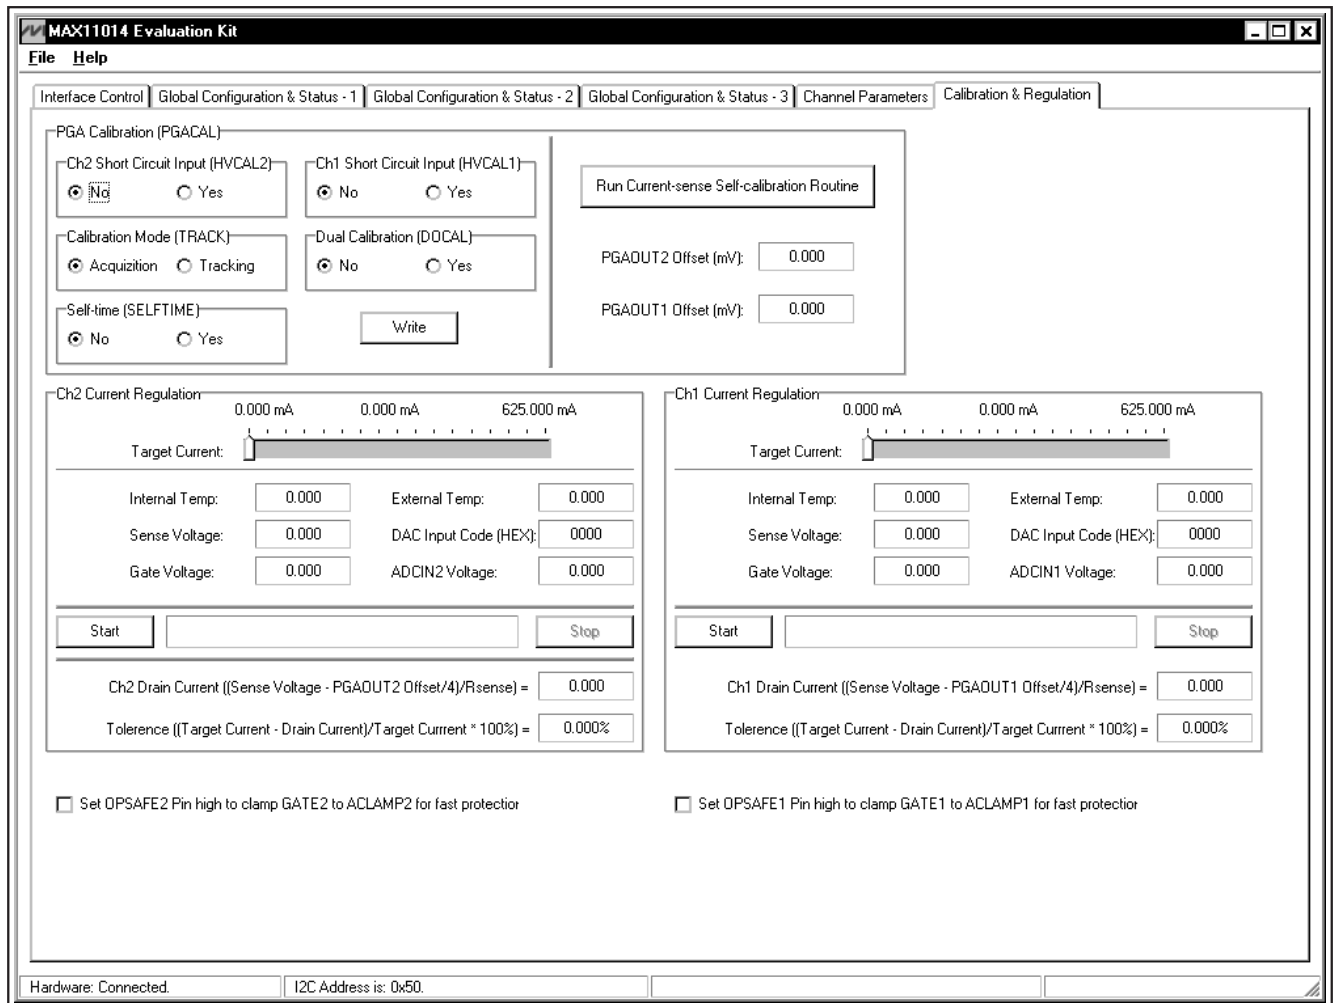 MAX11014 Evaluation Kit
File Help
Interface Control Global Configuration & Status - 1 Global Configuration & Status - 2 Global Configuration & Status - 3 Channel Parameters Calibration & Regulation
PGA Calibration (PGACAL)
Ch2 Short Circuit Input (HVCAL2) Ch1 Short Circuit Input (HVCAL1)
No Yes No Yes
Run Current-sense Self-calibration Routine
Calibration Mode (TRACK) Dual Calibration (DOCAL)
Acquizition Tracking No Yes
PGAOUT2 Offset (mV): 0.000
Self-time (SELFTIME)
PGAOUT1 Offset (mV): 0.000
No Yes
Write
Ch2 Current Regulation
0.000 mA 0.000 mA 625.000 mA
Target Current:
Internal Temp: 0.000 External Temp: 0.000
Sense Voltage: 0.000 DAC Input Code (HEX): 0000
Gate Voltage: 0.000 ADCIN2 Voltage: 0.000
Start Stop
Ch2 Drain Current ((Sense Voltage - PGAOUT2 Offset/4)/Rsense) = 0.000
Tolerence ((Target Current - Drain Current)/Target Currrent * 100%) = 0.000%
Set OPSAFE2 Pin high to clamp GATE2 to ACLAMP2 for fast protectior
Ch1 Current Regulation
0.000 mA 0.000 mA 625.000 mA
Target Current:
Internal Temp: 0.000 External Temp: 0.000
Sense Voltage: 0.000 DAC Input Code (HEX): 0000
Gate Voltage: 0.000 ADCIN1 Voltage: 0.000
Start Stop
Ch1 Drain Current ((Sense Voltage - PGAOUT1 Offset/4)/Rsense) = 0.000
Tolerence ((Target Current - Drain Current)/Target Currrent * 100%) = 0.000%
Set OPSAFE1 Pin high to clamp GATE1 to ACLAMP1 for fast protectior
Hardware: Connected. I2C Address is: 0x50.